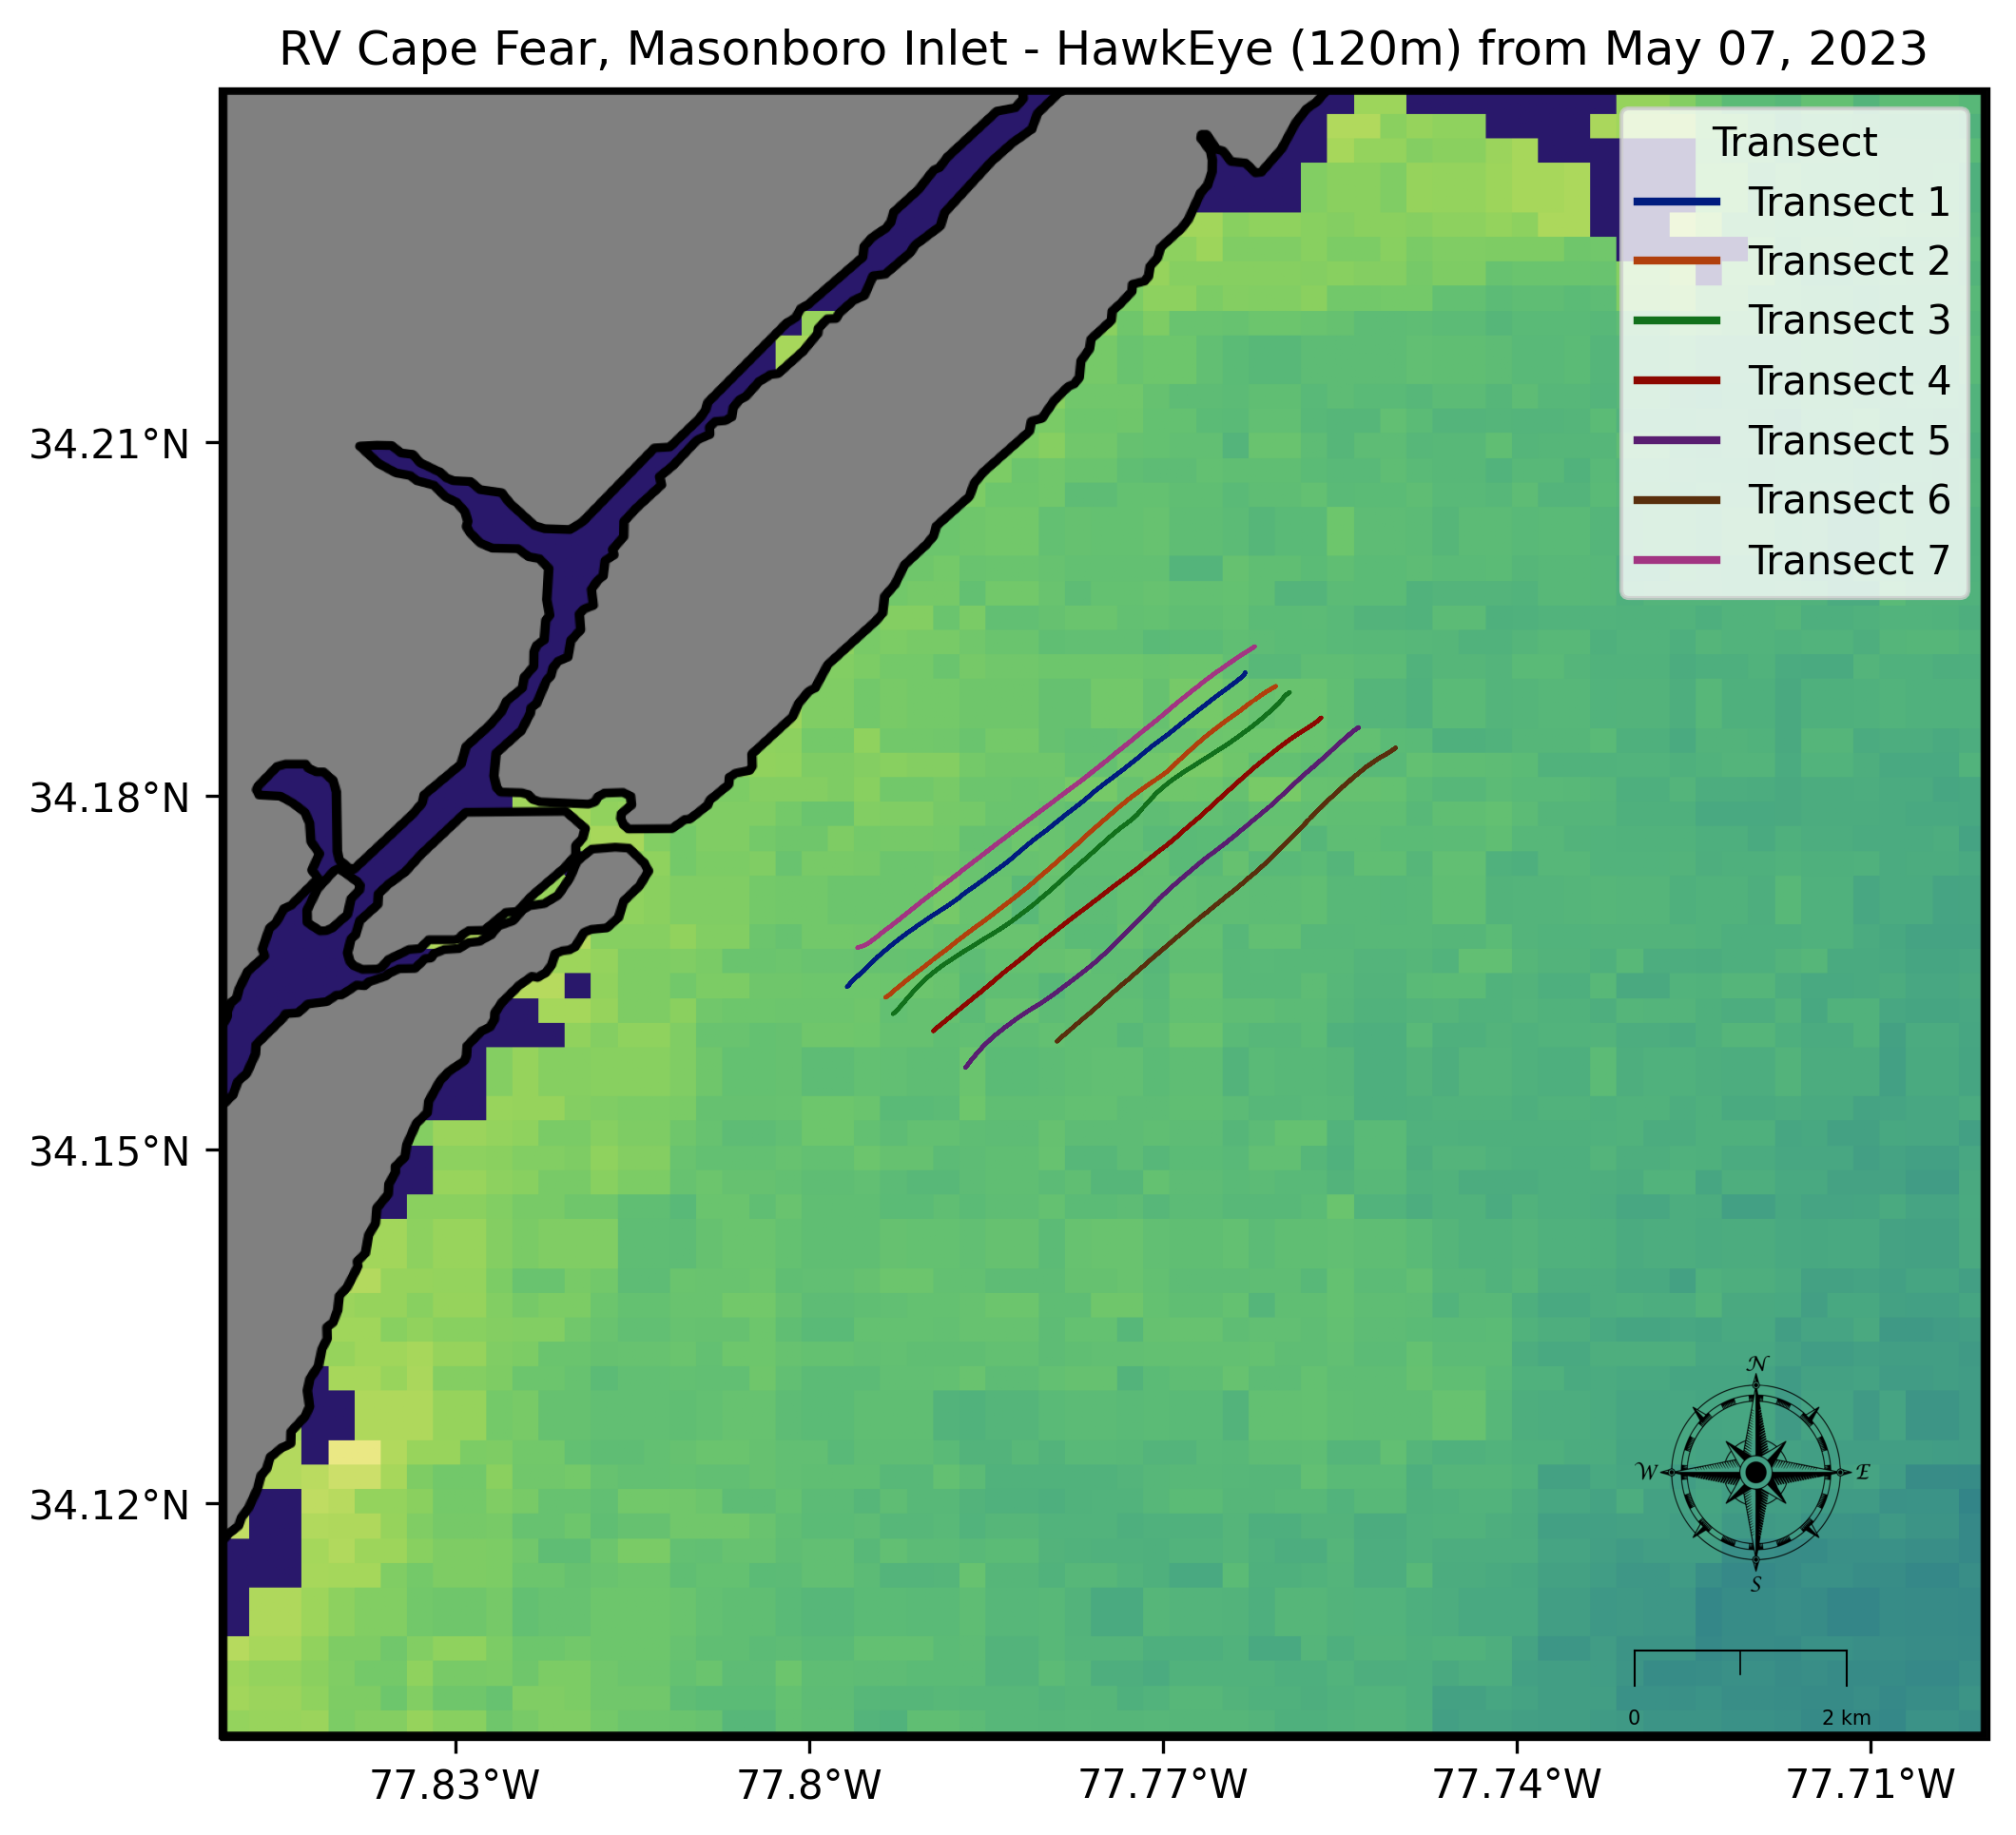 RV Cape Fear, Masonboro Inlet - HawkEye (120m) from May 07, 2023
Transect
Transect 1
Transect 2
Transect 3
Transect 4
Transect 5
Transect 6
Transect 7
34.21°N
34.18°N
34.15°N
34.12°N
N
W
E
S
0
2 km
77.83°W
77.8°W
77.77°W
77.74°W
77.71°W